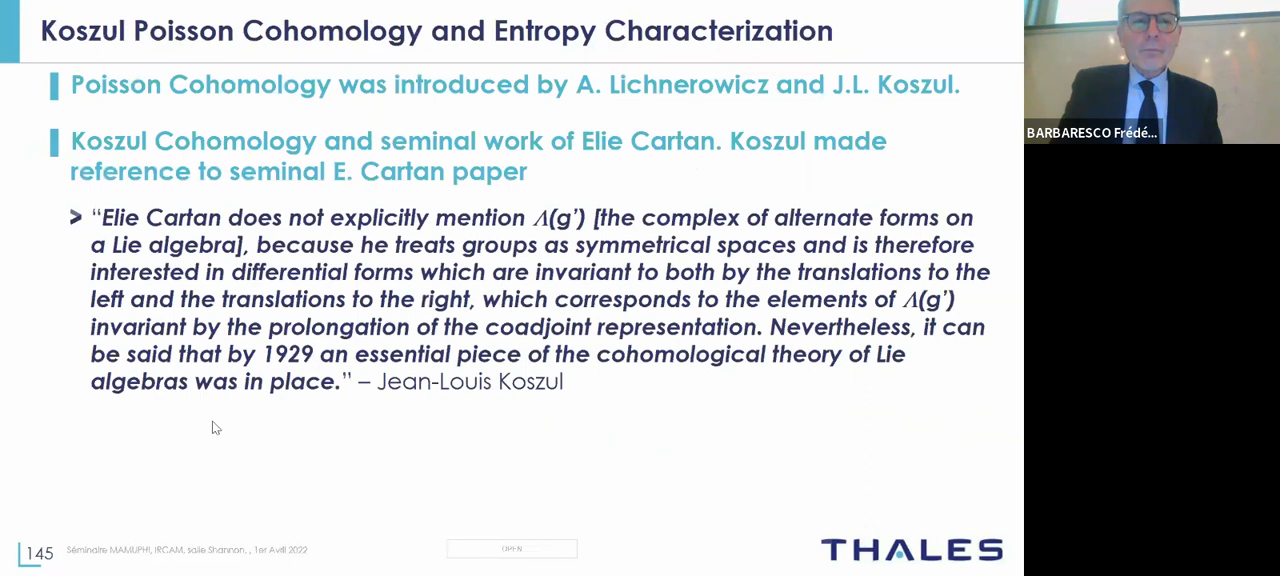 Koszul Poisson Cohomology and Entropy Characterization
Poisson Cohomology was introduced by A. Lichnerowicz and J.L. Koszul.
Koszul Cohomology and seminal work of Elie Cartan. Koszul made
reference to seminal E. Cartan paper
> “Elie Cartan does not explicitly mention Λ(g’) [the complex of alternate forms on
a Lie algebra], because he treats groups as symmetrical spaces and is therefore
interested in differential forms which are invariant to both by the translations to the
left and the translations to the right, which corresponds to the elements of Λ(g’)
invariant by the prolongation of the coadjoint representation. Nevertheless, it can
be said that by 1929 an essential piece of the cohomological theory of Lie
algebras was in place.” – Jean-Louis Koszul
BARBARESCO Frédé...
145
Séminaire MAMUPHI, IRCAM, salle Shannon, , 1er Avril 2022
OPEN
THALES